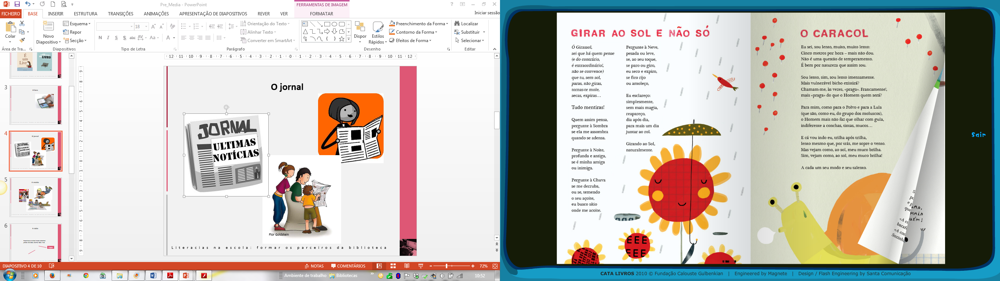 Pre_Media - PowerPoint
FERRAMENTAS DE IMAGEM
FICHEIRO BASE INSERIR ESTRUTURA TRANSIÇÕES ANIMAÇÕES APRESENTAÇÃO DE DIAPOSITIVOS REVER VER FORMATAR Iniciar sessão
Colar
Novo
Diapositivo
Esquema
Repor
Secção
18
N I S S abc AV Aa A
Orientação do Texto
Alinhar Texto
Converter em SmartArt
Dispor
Estilos
Rápidos
Preenchimento da Forma
Contorno da Forma
Efeitos de Forma
Localizar
Substituir
Selecionar
Área de Tra... Diapositivos Tipo de Letra Parágrafo Desenho Editar
É
um
Livro
LIVRO
3
O livro
4
O jornal
JORNAL
ULTIMAS
NOTÍCIAS
5
A revista
VISÃO
6
A rádio
O jornal
JORNAL
ULTIMAS
NOTÍCIAS
Flor Goldstein
Literacias na escola: formar os parceiros da biblioteca
DIAPOSITIVO 4 DE 10 NOTAS COMENTÁRIOS 72%
Ambiente de trabalho Bibliotecas 10:52
GIRAR AO SOL E NÃO SÓ
Ó Girassol,
sei que há quem pense
(e do contrário,
é extraordinário!,
não se convence)
que tu, sem sol,
paras, não giras,
tornas-te mole,
secas, expiras…
Tudo mentiras!
Quem assim pensa,
pergunte à Sombra
se ela me assombra
quando se adensa.
Pergunte à Noite,
profunda e antiga,
se é minha amiga
ou inimiga.
Pergunte à Chuva
se me derruba,
ou se, temendo
o seu açoite,
eu busco sítio
onde me acoite.
Pergunte à Neve,
pesada ou leve,
se, ao seu toque,
se paro ou giro,
eu seco e expiro,
se fico rijo
ou amoleço,
Eu esclareço:
simplesmente,
sem mais magia,
reapareço,
dia após dia,
para mais um dia
juntar ao rol.
Girando ao Sol,
naturalmente.
EEE
EEE
O CARACOL
Eu sei, sou lento, muito, muito lento:
Cinco metros por hora – mais não dou.
Não é uma questão de temperamento.
É bem por natureza que assim sou.
Sou lento, sim, sou lento imensamente.
Mais vulnerável bicho existirá?
Chamam-me, às vezes, «praga». Francamente!,
mais «praga» do que o Homem quem será?
Para mim, como para o Polvo e para a Lula
(que são, como eu, do grupo dos moluscos),
o Homem mais não faz que olhar com gula,
indiferente a conchas, tintas, mucos…
E cá vou indo eu, trilha após trilha,
lento mesmo que, por trás, me sopre o vento.
Mas vejam como, ao sol, meu muco brilha.
Sim, vejam como, ao sol, meu muco brilha!
A cada um seu modo e seu talento.
Sair
CATA LIVROS 2010 © Fundação Calouste Gulbenkian | Engineered by Magnete | Design / Flash Engineering by Santa Comunicação